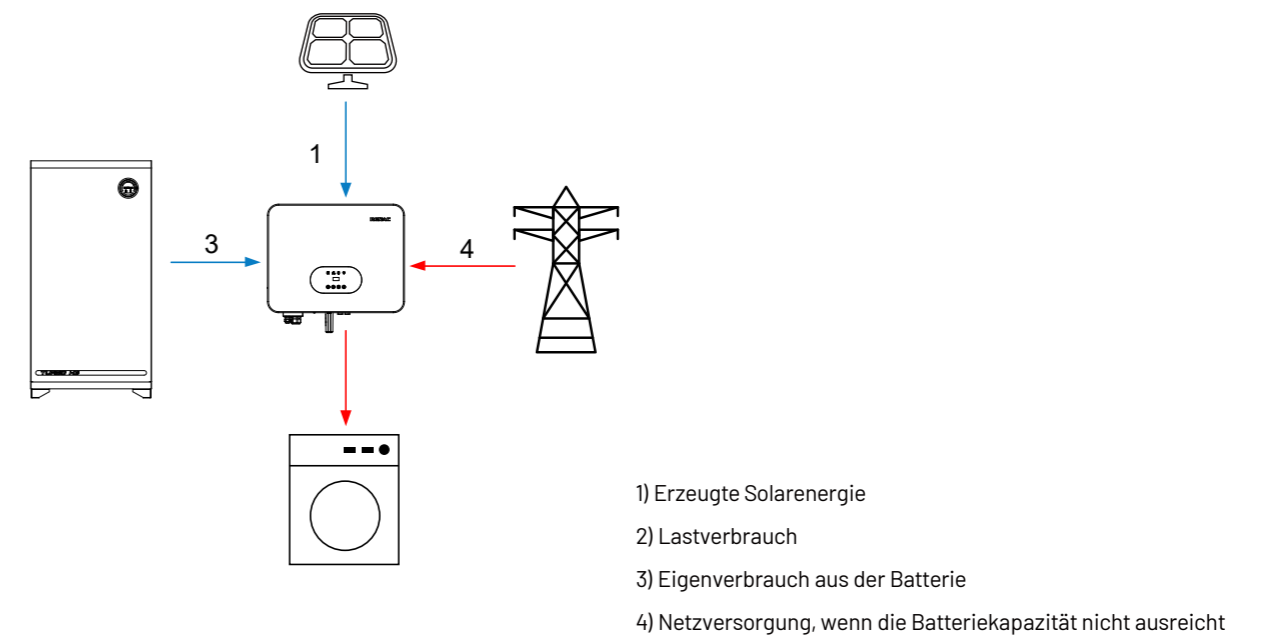 1
3
4
1) Erzeugte Solarenergie
2) Lastverbrauch
3) Eigenverbrauch aus der Batterie
4) Netzversorgung, wenn die Batteriekapazität nicht ausreicht